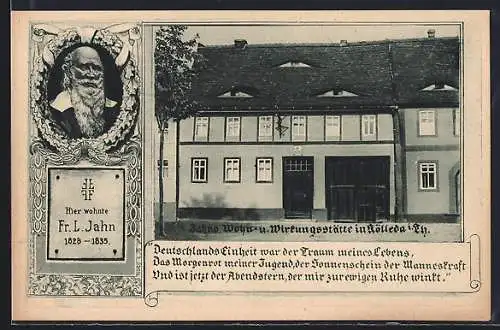 Hier wohnte
Fr. L. Jahn
1828 – 1835.
Jahns Wohn- u. Wirkungsstätte in Kölleda i. Th.
„Deutschlands Einheit war der Traum meines Lebens,
Das Morgenrot meiner Jugend, der Sonnenschein der Manneskraft
Und ist jetzt der Abendstern, der mir zur ewigen Ruhe winkt."